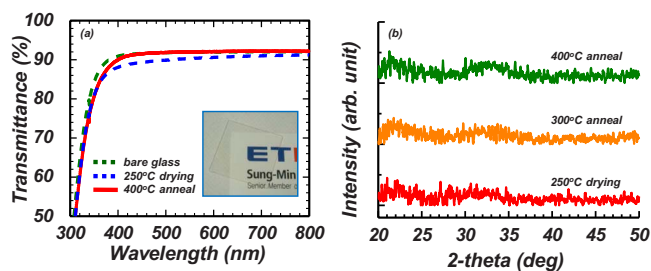 (a)
100
90
80
70
60
50
Transmittance (%)
bare glass
250°C drying
400°C anneal
ETI
Sung-Min
Senior Member
300 400 500 600 700 800
Wavelength (nm)
(b)
Intensity (arb. unit)
400°C anneal
300°C anneal
250°C drying
20 25 30 35 40 45 50
2-theta (deg)